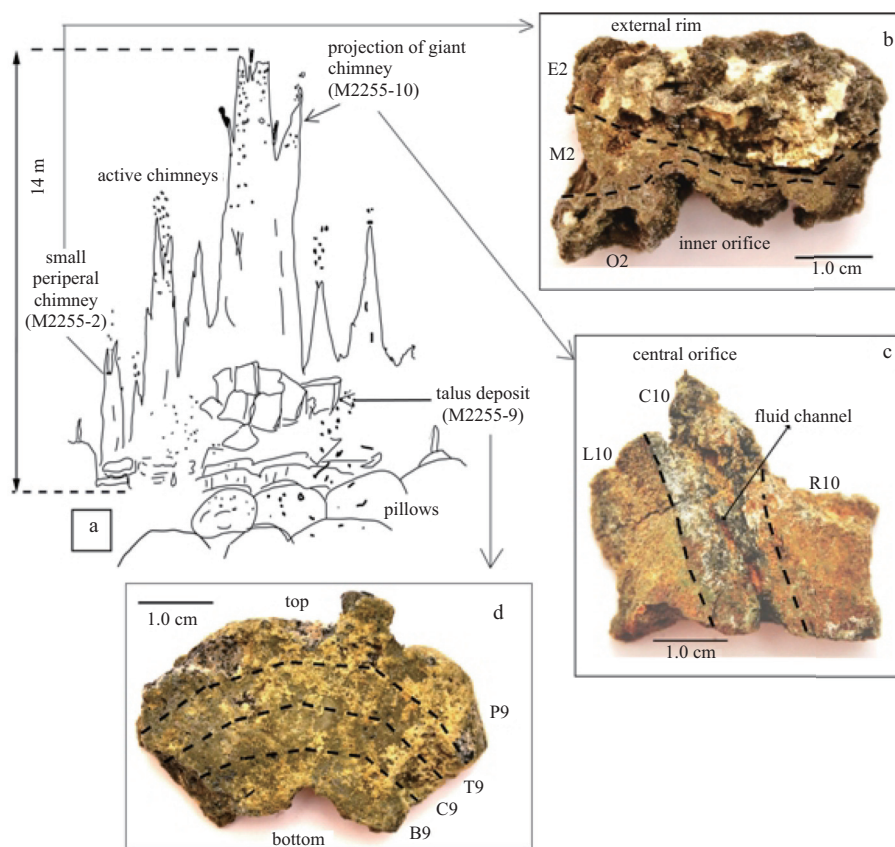 external rim
b
E2
M2
O2
inner orifice
1.0 cm
projection of giant
chimney
(M2255-10)
14 m
active chimneys
small
periperal
chimney
(M2255-2)
talus deposit
(M2255-9)
pillows
a
central orifice
c
C10
fluid channel
L10
R10
1.0 cm
1.0 cm
top
d
P9
T9
C9
B9
bottom